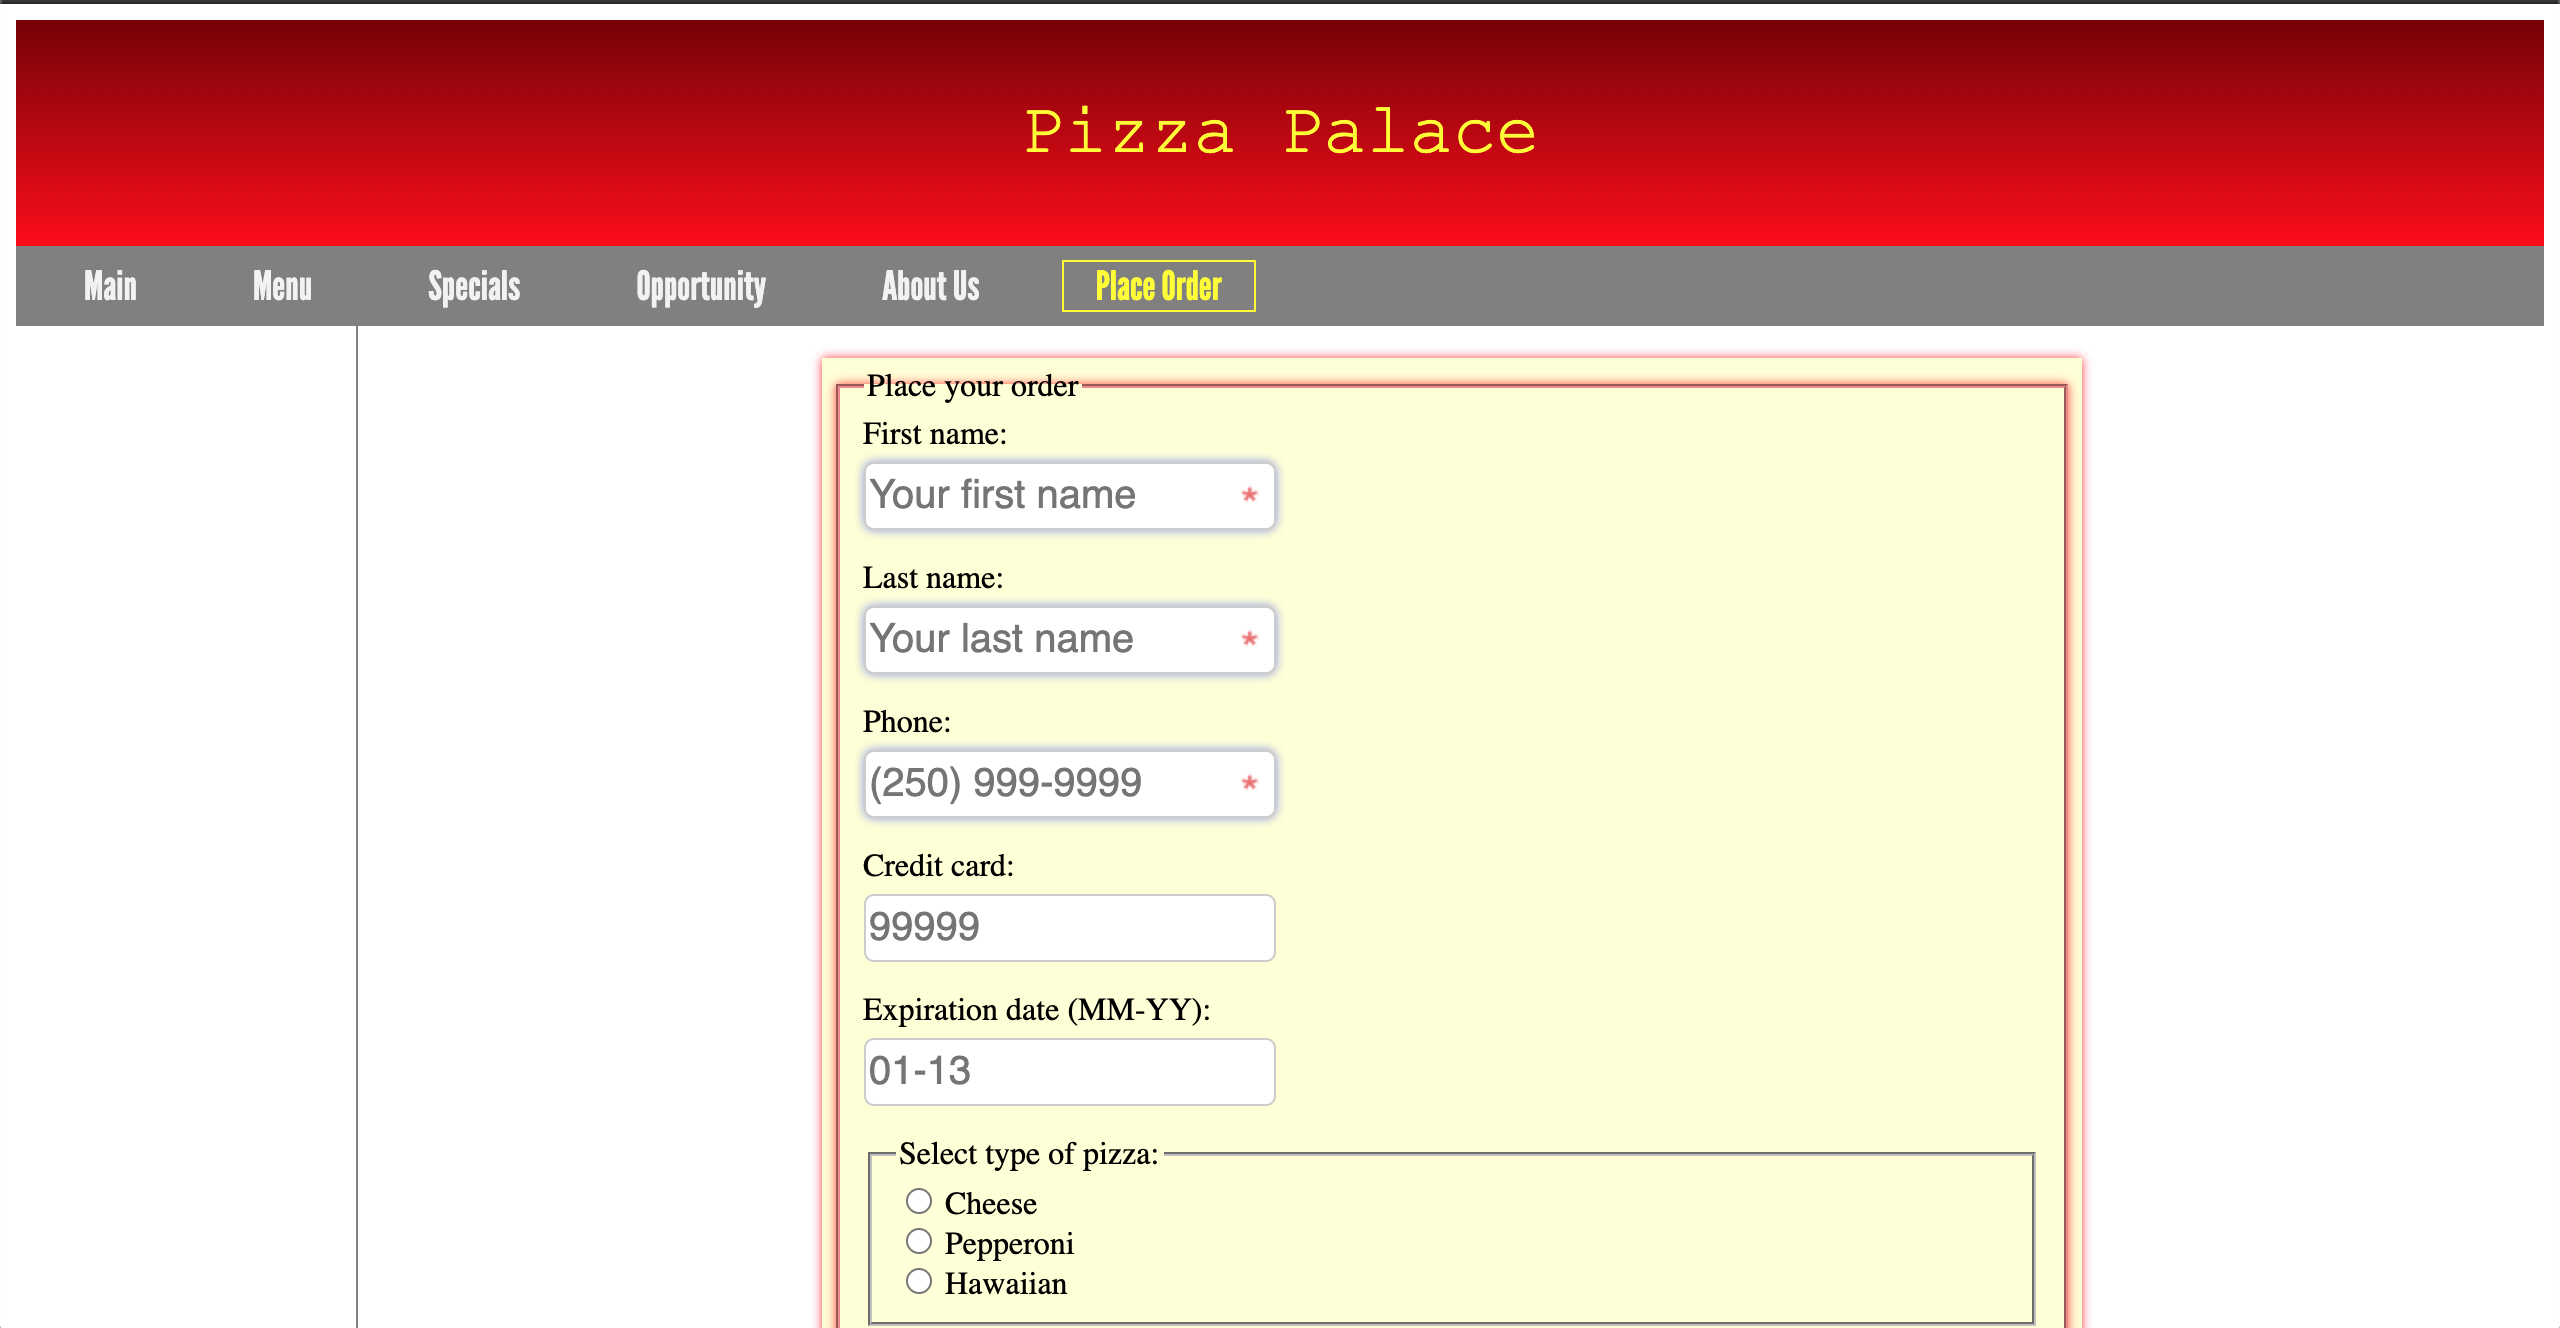 Pizza Palace
Main Menu Specials Opportunity About Us Place Order
Place your order
First name:
Your first name *
Last name:
Your last name *
Phone:
(250) 999-9999 *
Credit card:
99999
Expiration date (MM-YY):
01-13
Select type of pizza:
Cheese
Pepperoni
Hawaiian